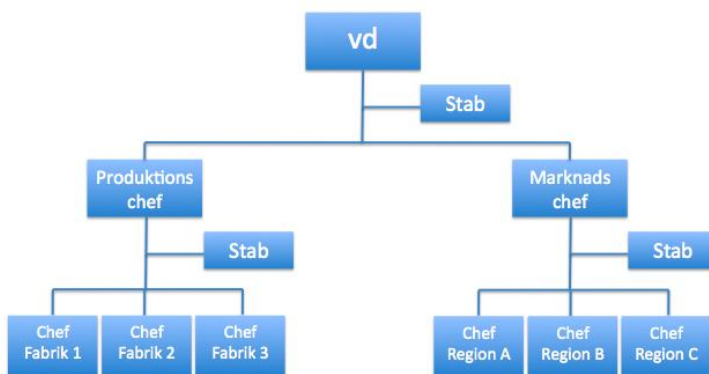 vd
Stab
Produktions
chef
Marknads
chef
Stab
Stab
Chef
Fabrik 1
Chef
Fabrik 2
Chef
Fabrik 3
Chef
Region A
Chef
Region B
Chef
Region C